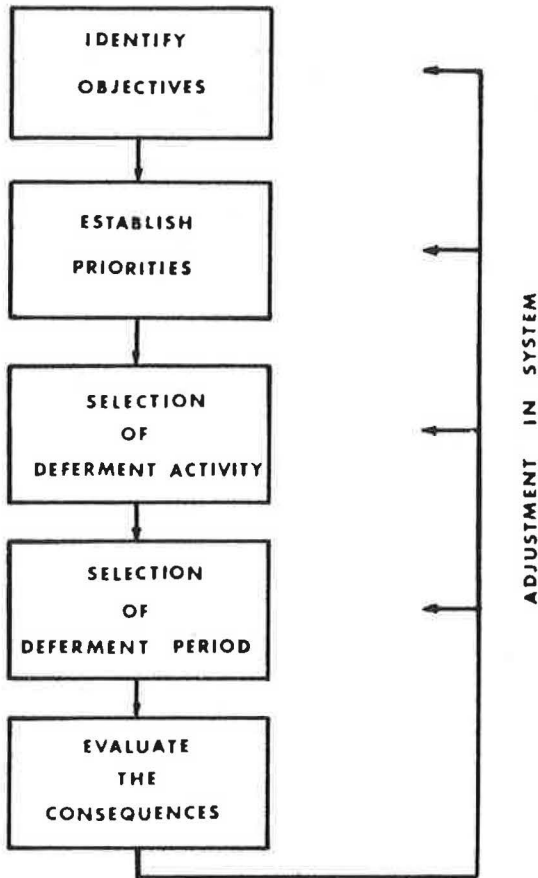 IDENTIFY
OBJECTIVES
ESTABLISH
PRIORITIES
SELECTION
OF
DEFERMENT ACTIVITY
SELECTION
OF
DEFERMENT PERIOD
EVALUATE
THE
CONSEQUENCES
ADJUSTMENT IN SYSTEM